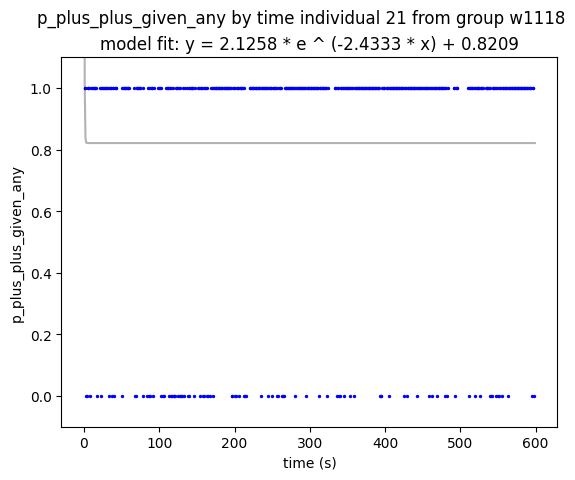 p_plus_plus_given_any by time individual 21 from group w1118
model fit: y = 2.1258 * e ^ (-2.4333 * x) + 0.8209
1.0
0.8
0.6
0.4
0.2
0.0
p_plus_plus_given_any
0 100 200 300 400 500 600
time (s)